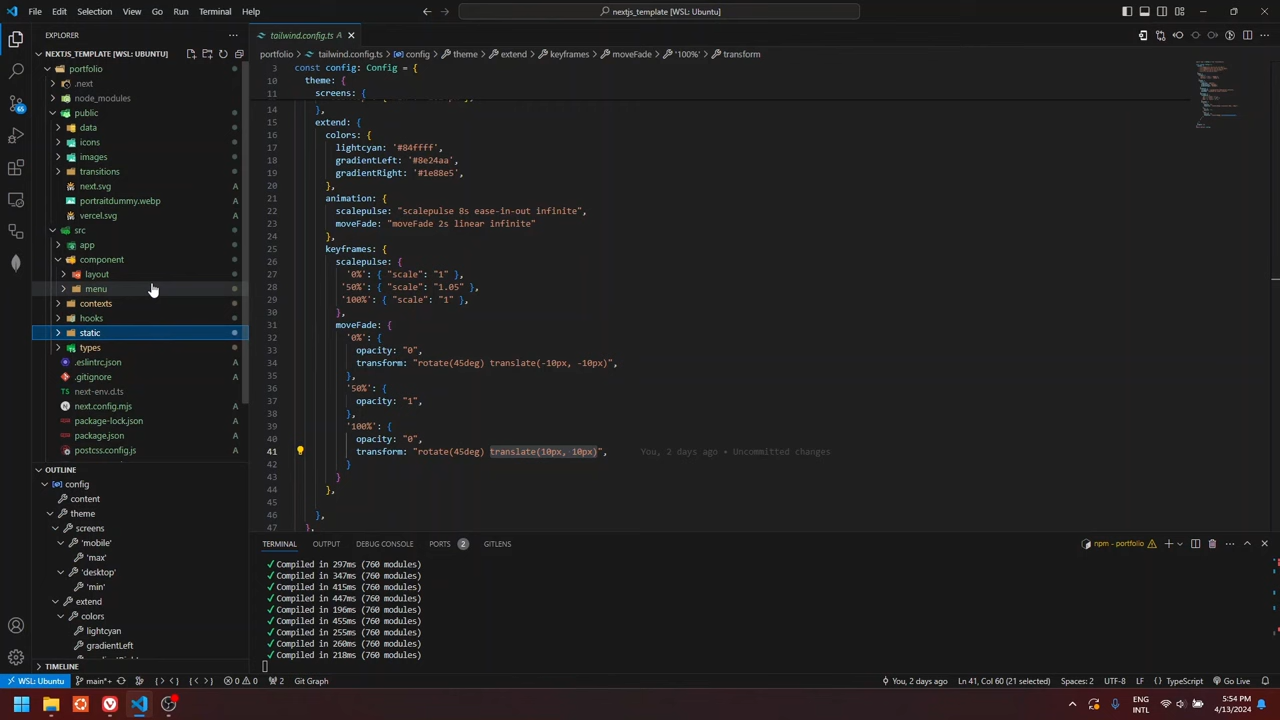 File Edit Selection View Go Run Terminal Help
nextjs_template [WSL: Ubuntu]
EXPLORER
NEXTJS_TEMPLATE [WSL: UBUNTU]
portfolio
.next
node_modules
public
data
icons
images
transitions
next.svg A
portraitdummy.webp A
vercel.svg A
src
app
component
layout
menu
contexts
hooks
static
types
.eslintrc.json A
.gitignore A
next-env.d.ts
next.config.mjs A
package-lock.json A
package.json A
postcss.config.js A
OUTLINE
config
content
theme
screens
'mobile'
'max'
'desktop'
'min'
extend
colors
lightcyan
gradientLeft
TIMELINE
tailwind.config.ts A
portfolio > tailwind.config.ts > config > theme > extend > keyframes > moveFade > '100%' > transform
3 const config: Config = {
10 theme: {
11 screens: {
14 },
15 extend: {
16 colors: {
17 lightcyan: '#84ffff',
18 gradientLeft: '#8e24aa',
19 gradientRight: '#1e88e5',
20 },
21 animation: {
22 scalepulse: "scalepulse 8s ease-in-out infinite",
23 moveFade: "moveFade 2s linear infinite"
24 },
25 keyframes: {
26 scalepulse: {
27 '0%': { "scale": "1" },
28 '50%': { "scale": "1.05" },
29 '100%': { "scale": "1" },
30 },
31 moveFade: {
32 '0%': {
33 opacity: "0",
34 transform: "rotate(45deg) translate(-10px, -10px)",
35 },
36 '50%': {
37 opacity: "1",
38 },
39 '100%': {
40 opacity: "0",
41 transform: "rotate(45deg) translate(10px, 10px)", You, 2 days ago • Uncommitted changes
42 }
43 }
44 },
45
46 },
47 },
TERMINAL OUTPUT DEBUG CONSOLE PORTS 2 GITLENS
npm - portfolio
✓ Compiled in 297ms (760 modules)
✓ Compiled in 347ms (760 modules)
✓ Compiled in 415ms (760 modules)
✓ Compiled in 447ms (760 modules)
✓ Compiled in 196ms (760 modules)
✓ Compiled in 455ms (760 modules)
✓ Compiled in 255ms (760 modules)
✓ Compiled in 260ms (760 modules)
✓ Compiled in 218ms (760 modules)
65
WSL: Ubuntu main*+ 0 0 2 Git Graph You, 2 days ago Ln 41, Col 60 (21 selected) Spaces: 2 UTF-8 LF {} TypeScript Go Live
ENG
INTL
5:54 PM
4/13/2024